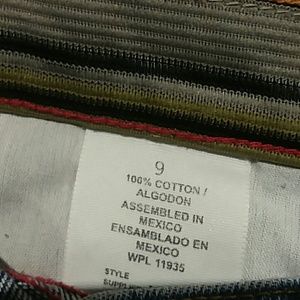 9
100% COTTON /
ALGODON
ASSEMBLED IN
MEXICO
ENSAMBLADO EN
MEXICO
WPL 11935
STYLE